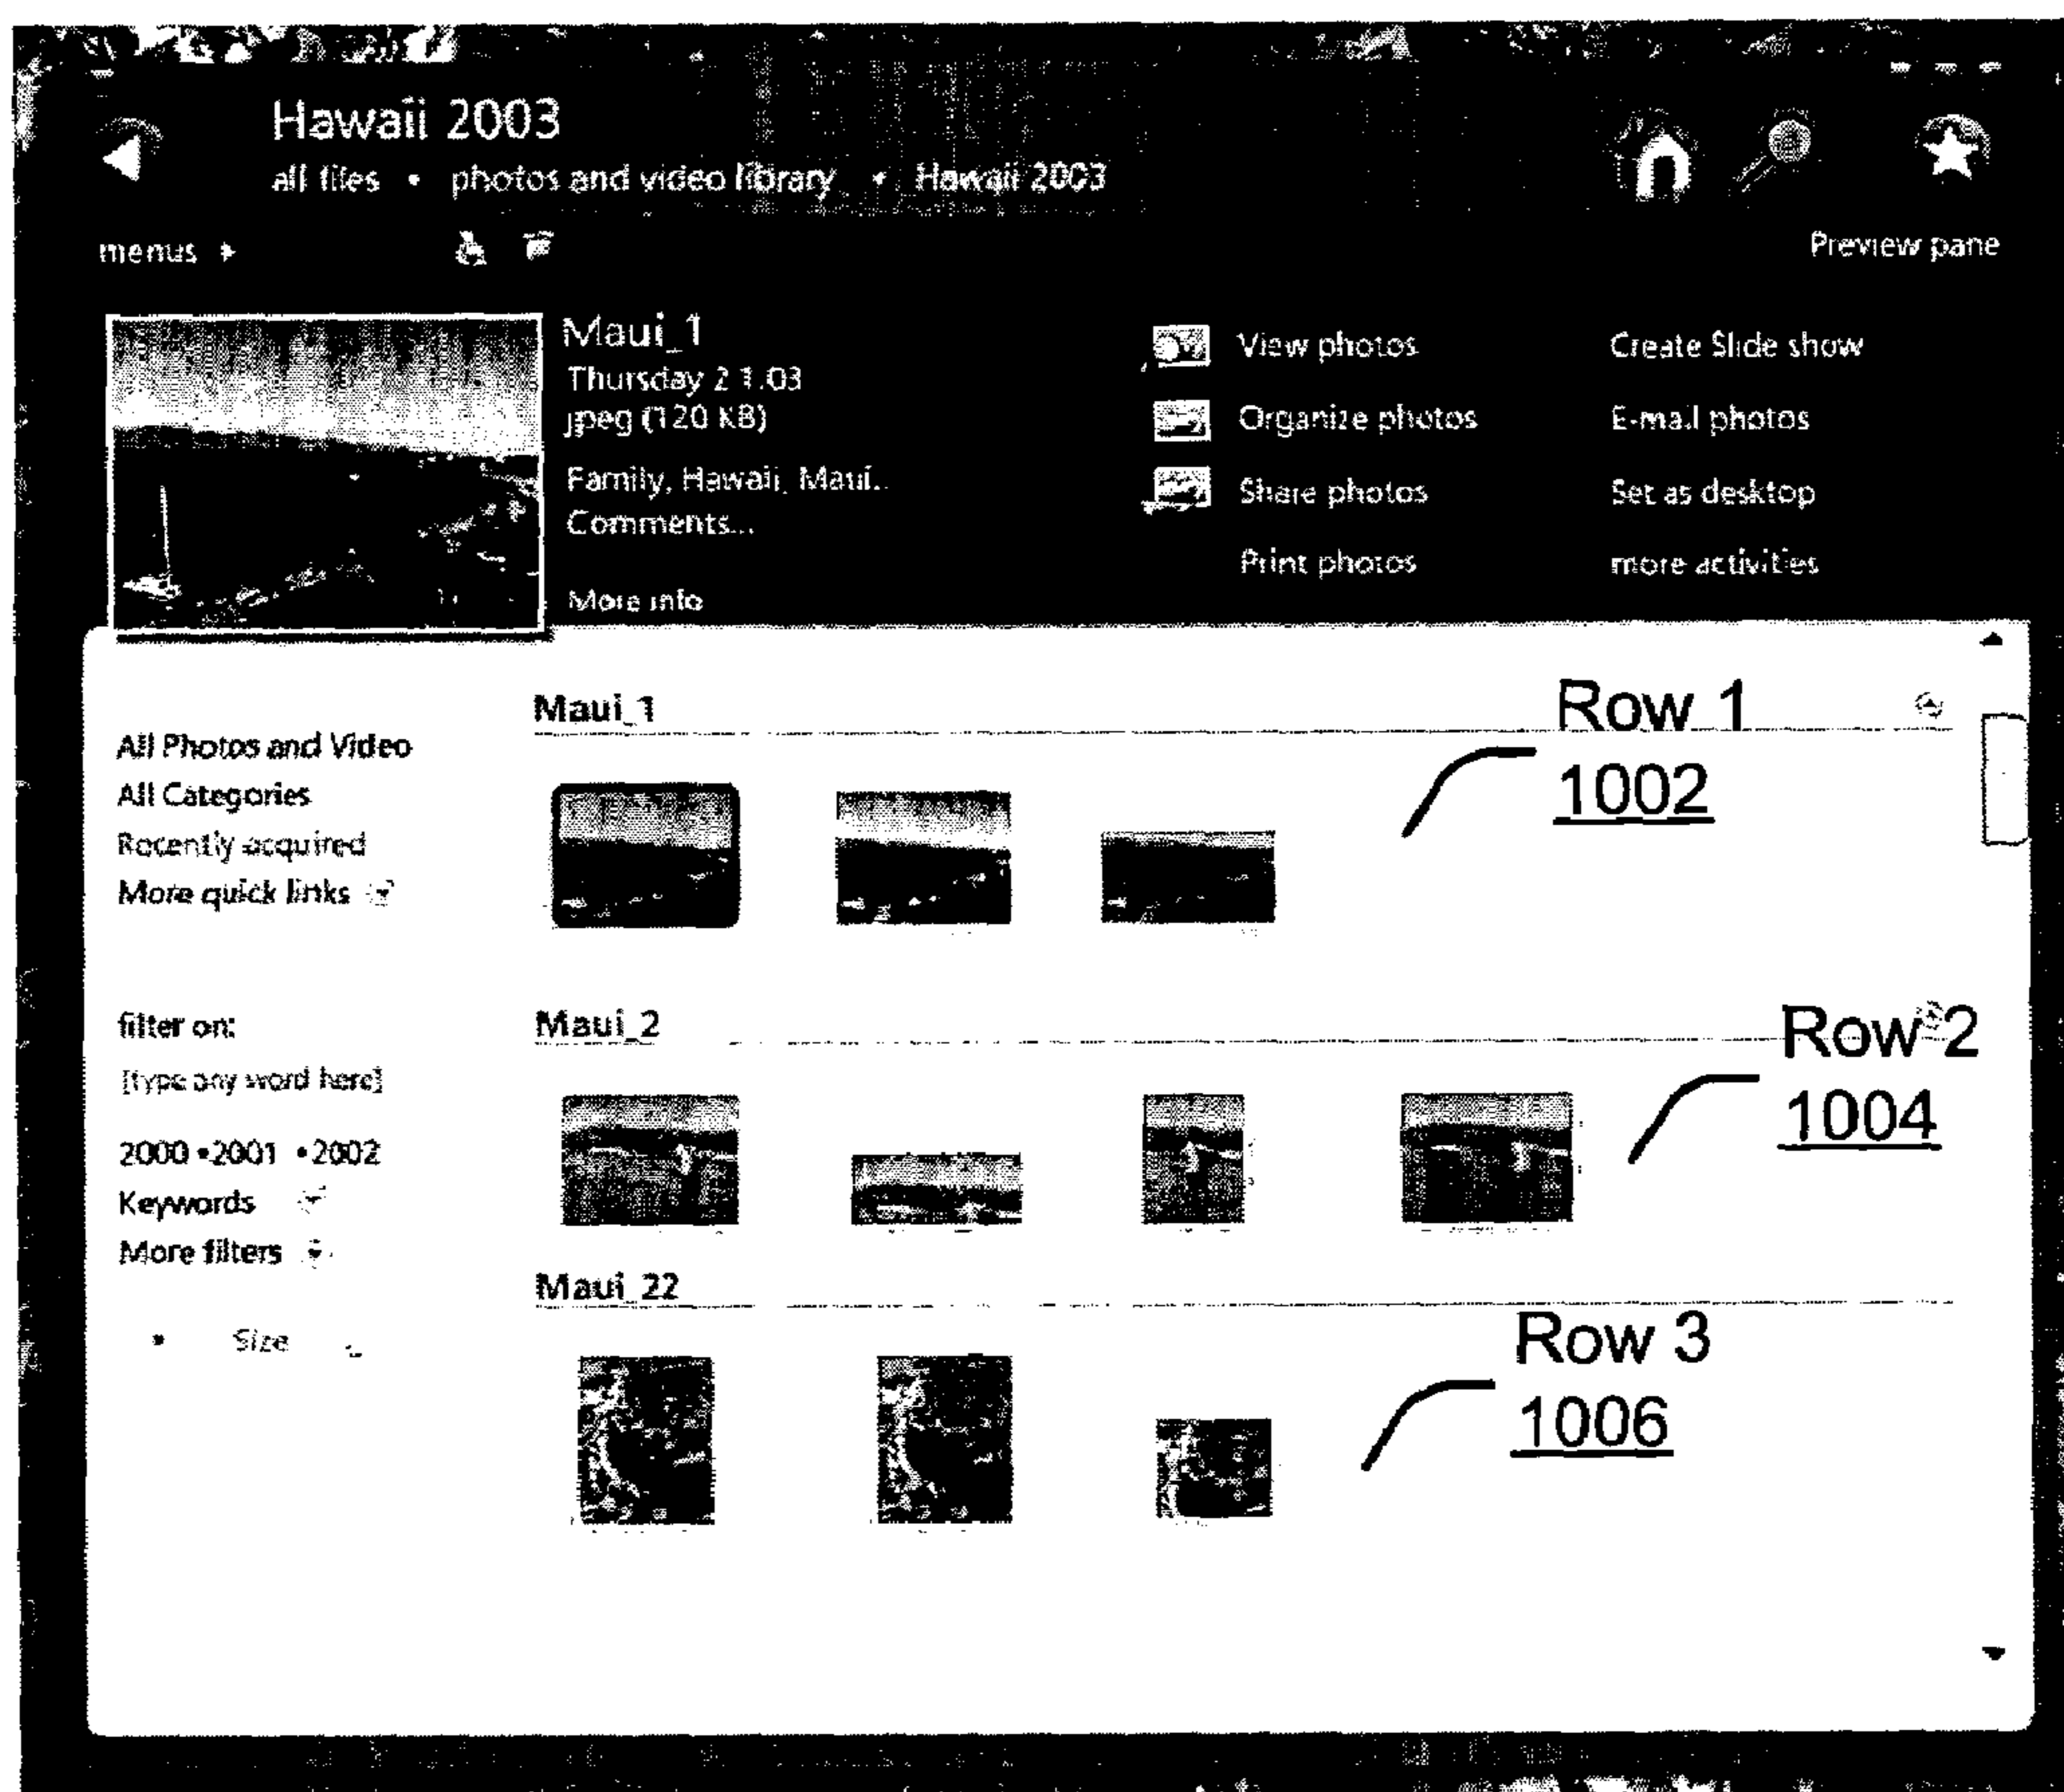 Hawaii 2003
all files • photos and video library • Hawaii 2003
menus
Preview pane
Maui_1
Thursday 2 1.03
jpeg (120 KB)
Family, Hawaii, Maui..
Comments...
More info
View photos
Create Slide show
Organize photos
E-mail photos
Share photos
Set as desktop
Print photos
more activities
All Photos and Video
All Categories
Recently acquired
More quick links
filter on:
[type any word here]
2000 •2001 •2002
Keywords
More filters
• Size
Maui_1
Row 1
1002
Maui_2
Row 2
1004
Maui_22
Row 3
1006